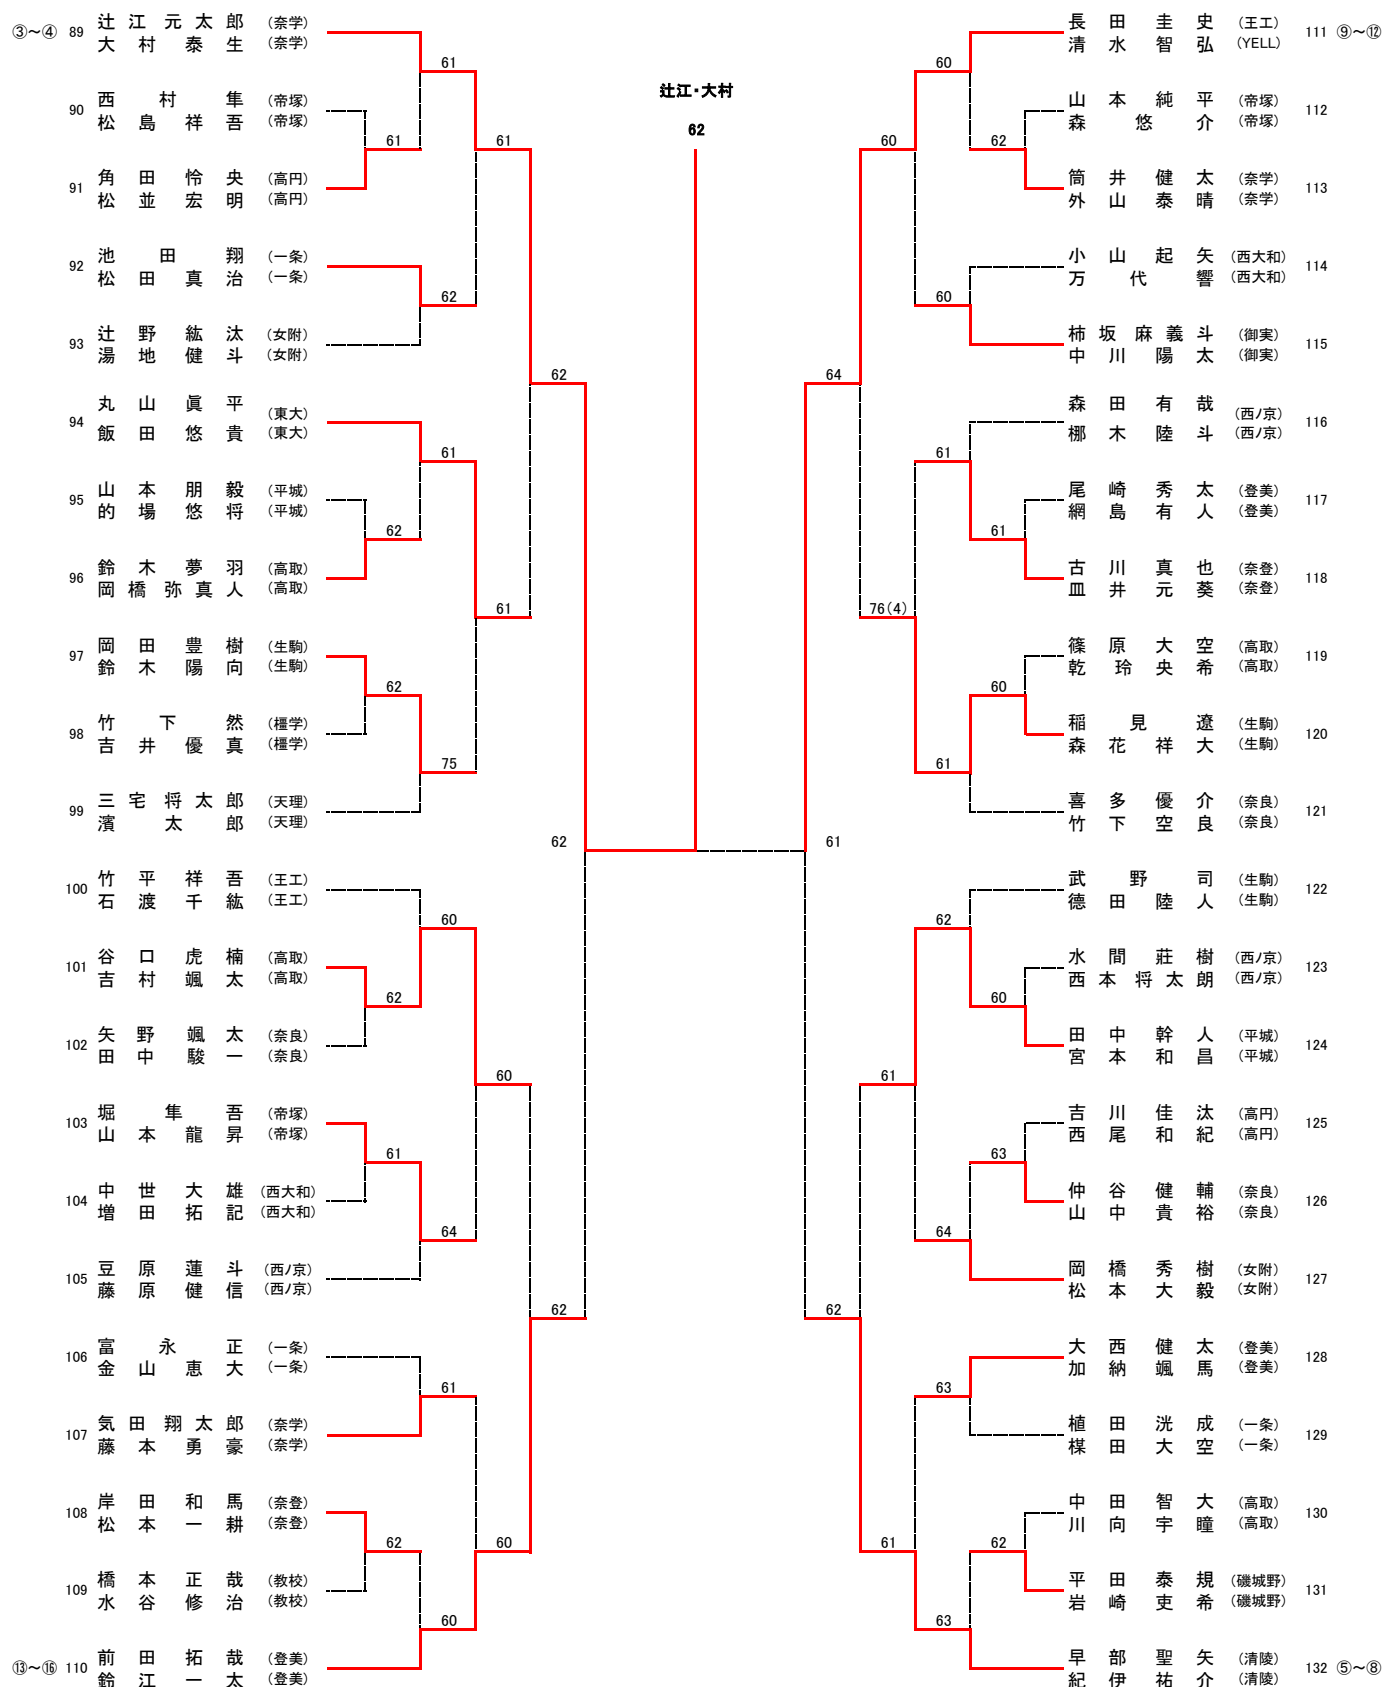 ③～④ 89 辻江元太郎 (奈学)
大村泰生 (奈学)
90 西村隼 (帝塚)
松島祥吾 (帝塚)
91 角田怜央 (高円)
松並宏明 (高円)
92 池田翔 (一条)
松田真治 (一条)
93 辻野紘汰 (女附)
湯地健斗 (女附)
94 丸山眞平 (東大)
飯田悠貴 (東大)
95 山本朋毅 (平城)
的場悠将 (平城)
96 鈴木夢羽 (高取)
岡橋弥真人 (高取)
97 岡田豊樹 (生駒)
鈴木陽向 (生駒)
98 竹下然 (橿学)
吉井優真 (橿学)
99 三宅将太郎 (天理)
濱太郎 (天理)
100 竹平祥吾 (王工)
石渡千紘 (王工)
101 谷口虎楠 (高取)
吉村颯太 (高取)
102 矢野颯太 (奈良)
田中駿一 (奈良)
103 堀隼吾 (帝塚)
山本龍昇 (帝塚)
104 中世大雄 (西大和)
増田拓記 (西大和)
105 豆原蓮斗 (西ﾉ京)
藤原健信 (西ﾉ京)
106 富永正 (一条)
金山恵大 (一条)
107 気田翔太郎 (奈学)
藤本勇豪 (奈学)
108 岸田和馬 (奈登)
松本一耕 (奈登)
109 橋本正哉 (教校)
水谷修治 (教校)
⑬～⑯ 110 前田拓哉 (登美)
鈴江一太 (登美)
61
61
61
62
62
61
62
61
62
75
62
60
62
60
61
64
62
61
62
60
60
辻江・大村
62
長田圭史 (王工) 111 ⑨～⑫
清水智弘 (YELL)
山本純平 (帝塚) 112
森悠介 (帝塚)
筒井健太 (奈学) 113
外山泰晴 (奈学)
小山起矢 (西大和) 114
万代響 (西大和)
柿坂麻義斗 (御実) 115
中川陽太 (御実)
森田有哉 (西ﾉ京) 116
梛木陸斗 (西ﾉ京)
尾崎秀太 (登美) 117
網島有人 (登美)
古川真也 (奈登) 118
皿井元葵 (奈登)
篠原大空 (高取) 119
乾玲央希 (高取)
稲見遼 (生駒) 120
森花祥大 (生駒)
喜多優介 (奈良) 121
竹下空良 (奈良)
武野司 (生駒) 122
德田陸人 (生駒)
水間莊樹 (西ﾉ京) 123
西本将太朗 (西ﾉ京)
田中幹人 (平城) 124
宮本和昌 (平城)
吉川佳汰 (高円) 125
西尾和紀 (高円)
仲谷健輔 (奈良) 126
山中貴裕 (奈良)
岡橋秀樹 (女附) 127
松本大毅 (女附)
大西健太 (登美) 128
加納颯馬 (登美)
植田洸成 (一条) 129
楳田大空 (一条)
中田智大 (高取) 130
川向宇瞳 (高取)
平田泰規 (磯城野) 131
岩崎吏希 (磯城野)
早部聖矢 (清陵) 132 ⑤～⑧
紀伊祐介 (清陵)
60
60
62
60
64
61
61
76(4)
60
61
61
62
60
61
63
64
62
63
61
62
63